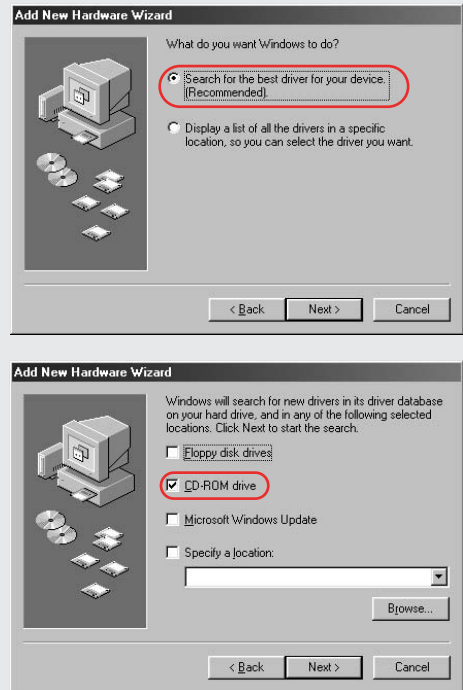 Add New Hardware Wizard
What do you want Windows to do?
Search for the best driver for your device.
(Recommended).
Display a list of all the drivers in a specific
location, so you can select the driver you want.
< Back
Next >
Cancel
Add New Hardware Wizard
Windows will search for new drivers in its driver database
on your hard drive, and in any of the following selected
locations. Click Next to start the search.
Floppy disk drives
CD-ROM drive
Microsoft Windows Update
Specify a location:
Browse...
< Back
Next >
Cancel